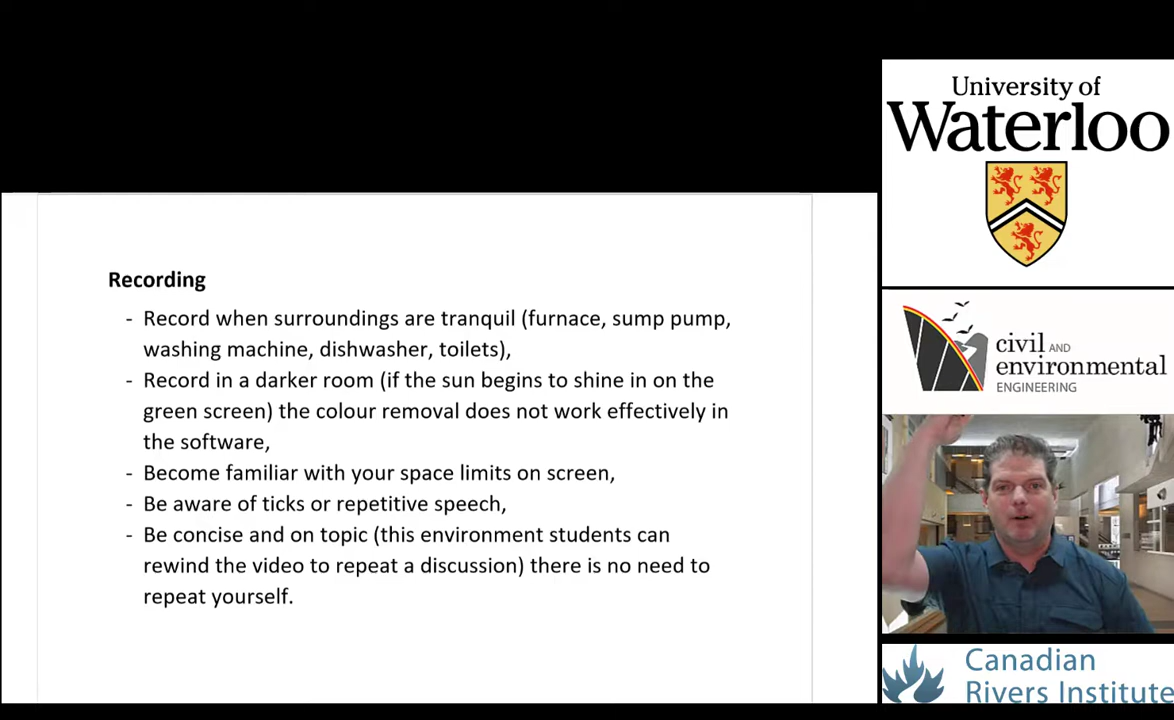 Recording
- Record when surroundings are tranquil (furnace, sump pump,
washing machine, dishwasher, toilets),
- Record in a darker room (if the sun begins to shine in on the
green screen) the colour removal does not work effectively in
the software,
- Become familiar with your space limits on screen,
- Be aware of ticks or repetitive speech,
- Be concise and on topic (this environment students can
rewind the video to repeat a discussion) there is no need to
repeat yourself.
University of
Waterloo
civil AND
environmental
ENGINEERING
Canadian
Rivers Institute